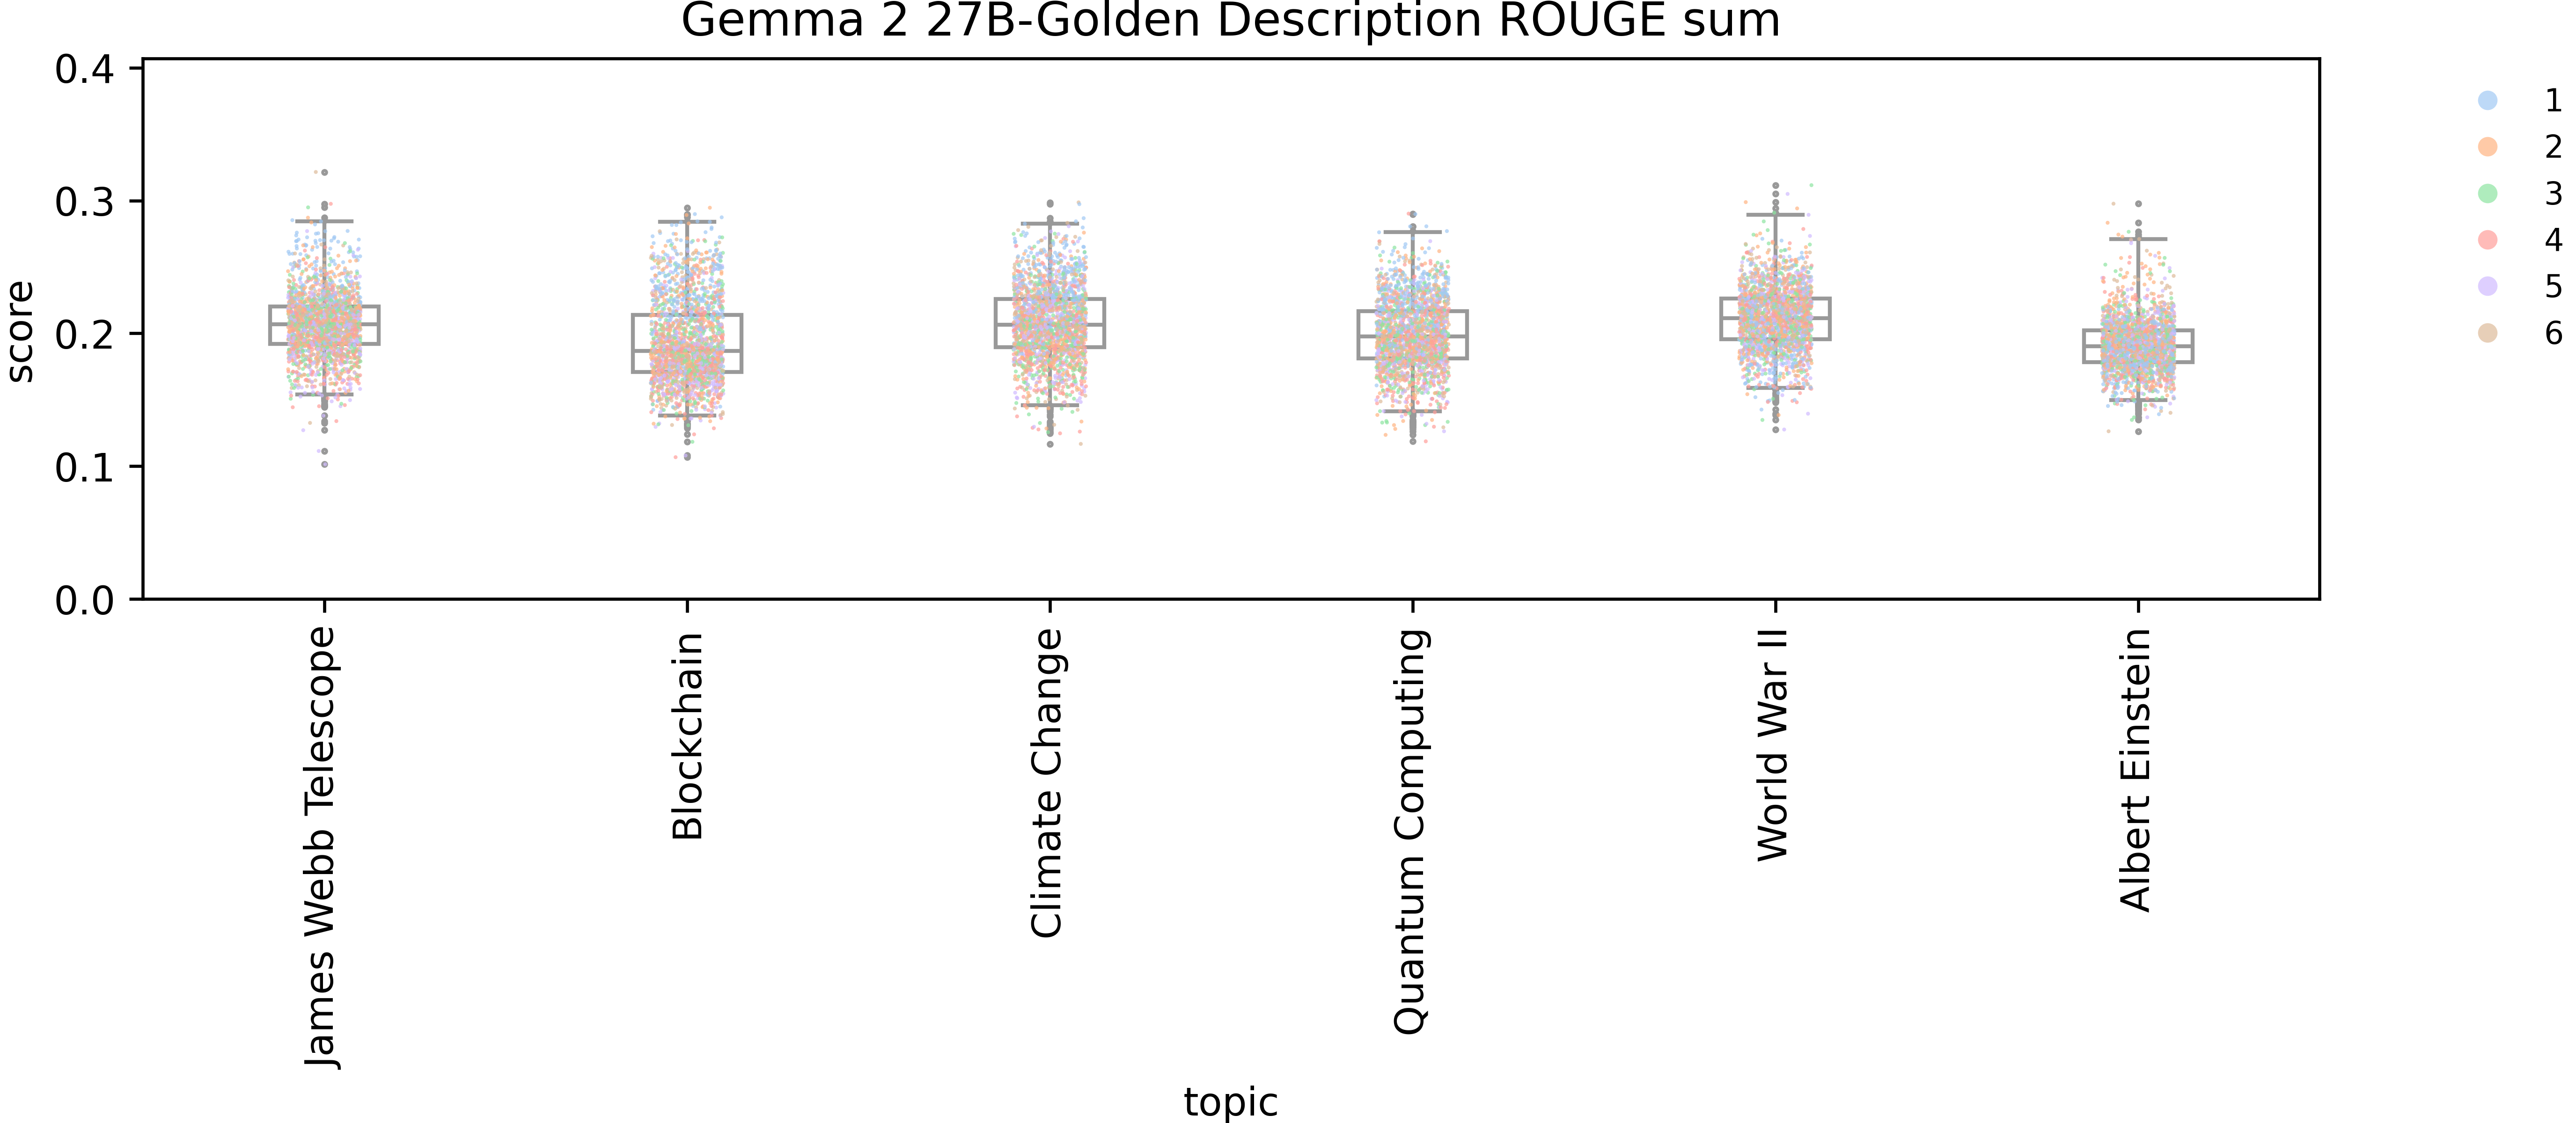 Gemma 2 27B-Golden Description ROUGE sum
score
0.4
0.3
0.2
0.1
0.0
1
2
3
4
5
6
James Webb Telescope
Blockchain
Climate Change
Quantum Computing
World War II
Albert Einstein
topic